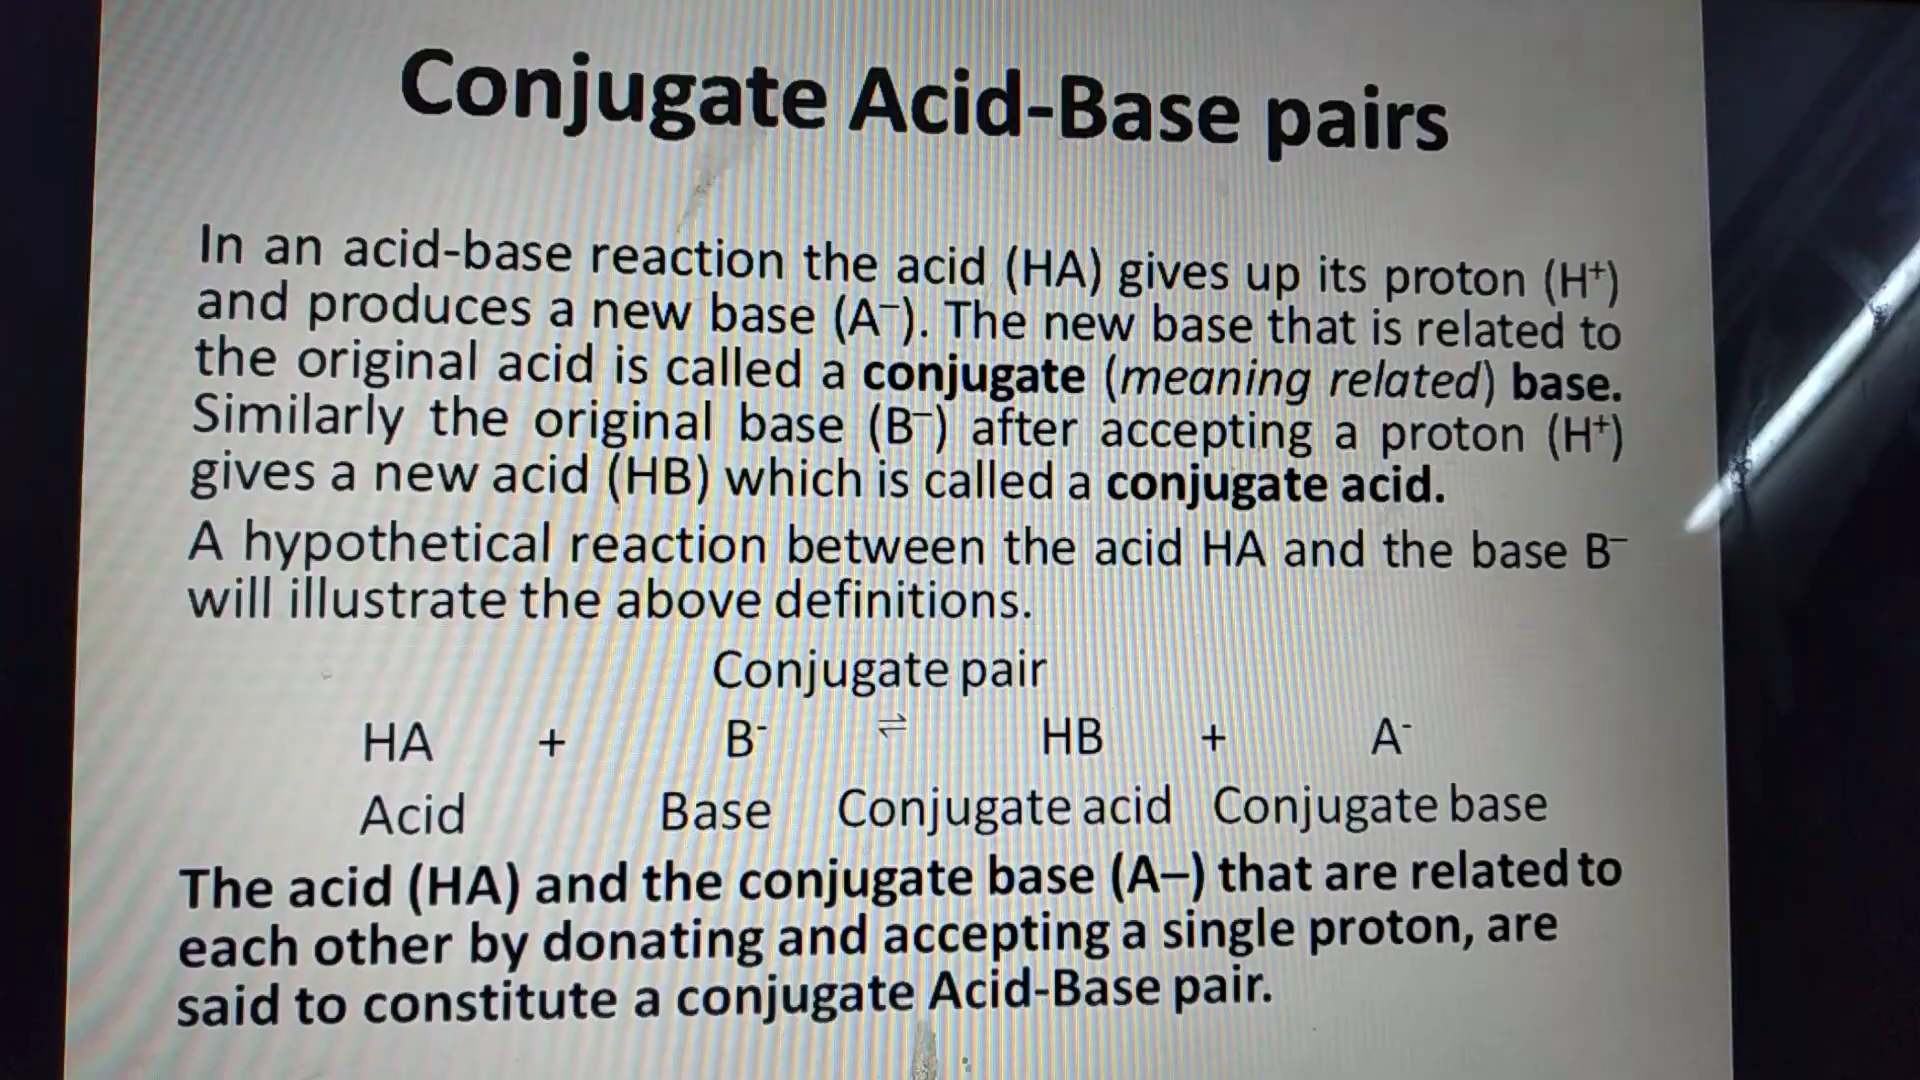 Conjugate Acid-Base pairs
In an acid-base reaction the acid (HA) gives up its proton (H⁺)
and produces a new base (A⁻). The new base that is related to
the original acid is called a conjugate (meaning related) base.
Similarly the original base (B⁻) after accepting a proton (H⁺)
gives a new acid (HB) which is called a conjugate acid.
A hypothetical reaction between the acid HA and the base B⁻
will illustrate the above definitions.
Conjugate pair
HA + B⁻ ⇌ HB + A⁻
Acid Base Conjugate acid Conjugate base
The acid (HA) and the conjugate base (A–) that are related to
each other by donating and accepting a single proton, are
said to constitute a conjugate Acid-Base pair.